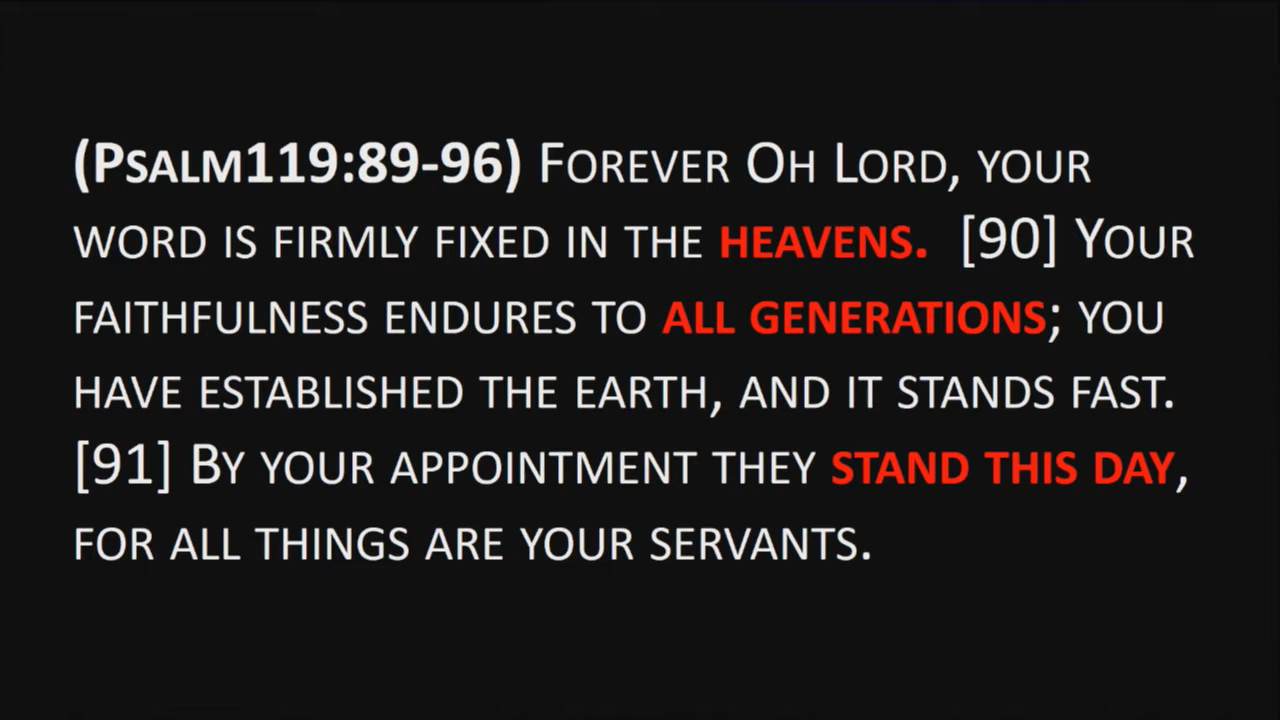 (Psalm119:89-96) Forever Oh Lord, your
word is firmly fixed in the heavens. [90] Your
faithfulness endures to all generations; you
have established the earth, and it stands fast.
[91] By your appointment they stand this day,
for all things are your servants.